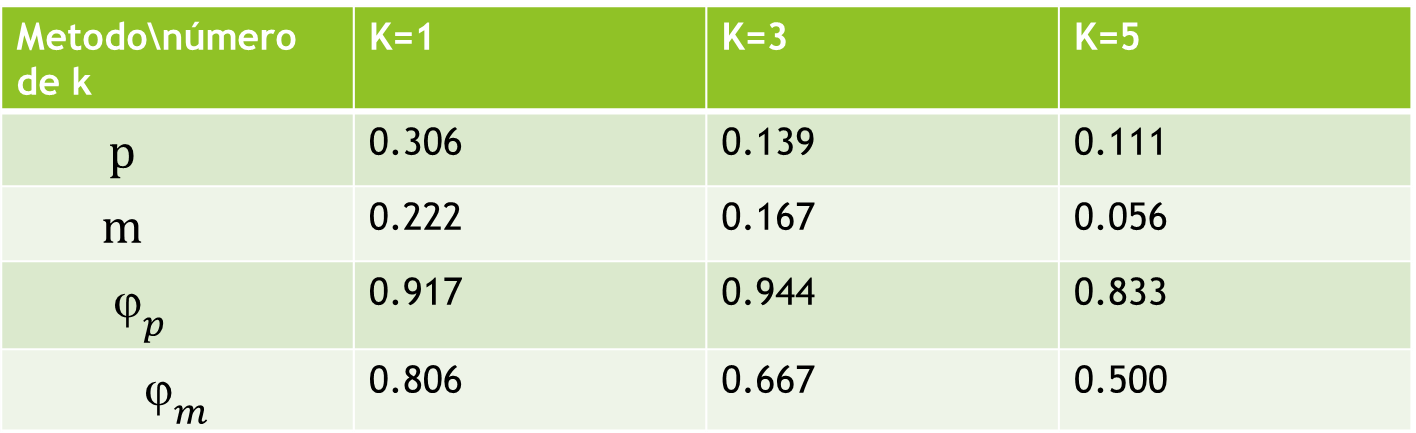 Metodo\número de k K=1 K=3 K=5
p 0.306 0.139 0.111
m 0.222 0.167 0.056
φₚ 0.917 0.944 0.833
φₘ 0.806 0.667 0.500